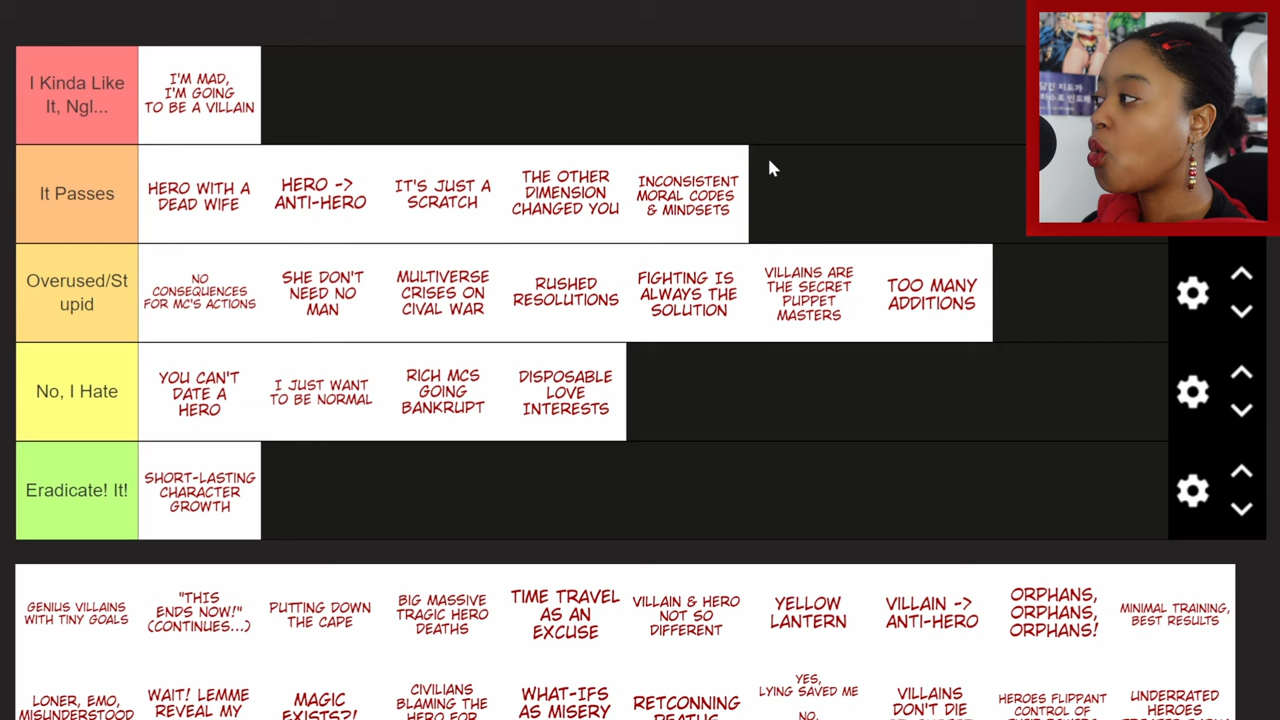 I Kinda Like
It, Ngl...
I'M MAD,
I'M GOING
TO BE A VILLAIN
It Passes
HERO WITH A
DEAD WIFE
HERO ->
ANTI-HERO
IT'S JUST A
SCRATCH
THE OTHER
DIMENSION
CHANGED YOU
INCONSISTENT
MORAL CODES
& MINDSETS
Overused/St
upid
NO
CONSEQUENCES
FOR MC'S ACTIONS
SHE DON'T
NEED NO
MAN
MULTIVERSE
CRISES ON
CIVAL WAR
RUSHED
RESOLUTIONS
FIGHTING IS
ALWAYS THE
SOLUTION
VILLAINS ARE
THE SECRET
PUPPET
MASTERS
TOO MANY
ADDITIONS
No, I Hate
YOU CAN'T
DATE A
HERO
I JUST WANT
TO BE NORMAL
RICH MCS
GOING
BANKRUPT
DISPOSABLE
LOVE
INTERESTS
Eradicate! It!
SHORT-LASTING
CHARACTER
GROWTH
GENIUS VILLAINS
WITH TINY GOALS
"THIS
ENDS NOW!"
(CONTINUES...)
PUTTING DOWN
THE CAPE
BIG MASSIVE
TRAGIC HERO
DEATHS
TIME TRAVEL
AS AN
EXCUSE
VILLAIN & HERO
NOT SO
DIFFERENT
YELLOW
LANTERN
VILLAIN ->
ANTI-HERO
ORPHANS,
ORPHANS,
ORPHANS!
MINIMAL TRAINING,
BEST RESULTS
LONER, EMO,
MISUNDERSTOOD
WAIT! LEMME
REVEAL MY
MAGIC
EXISTS?!
CIVILIANS
BLAMING THE
HERO FOR
WHAT-IFS
AS MISERY
RETCONNING
DEATHS
YES,
LYING SAVED ME
NO,
VILLAINS
DON'T DIE
HEROES FLIPPANT
CONTROL OF
THEIR POWERS
UNDERRATED
HEROES